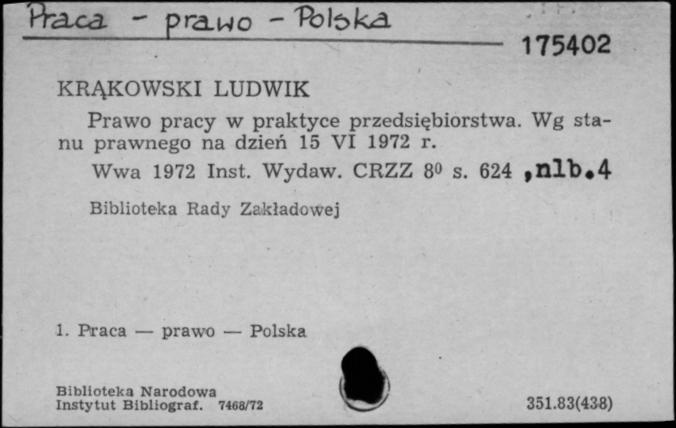 Praca - prawo - Polska
175402
KRĄKOWSKI LUDWIK
Prawo pracy w praktyce przedsiębiorstwa. Wg sta-
nu prawnego na dzień 15 VI 1972 r.
Wwa 1972 Inst. Wydaw. CRZZ 8⁰ s. 624 ,nlb.4
Biblioteka Rady Zakładowej
1. Praca — prawo — Polska
Biblioteka Narodowa
Instytut Bibliograf. 7468/72
351.83(438)